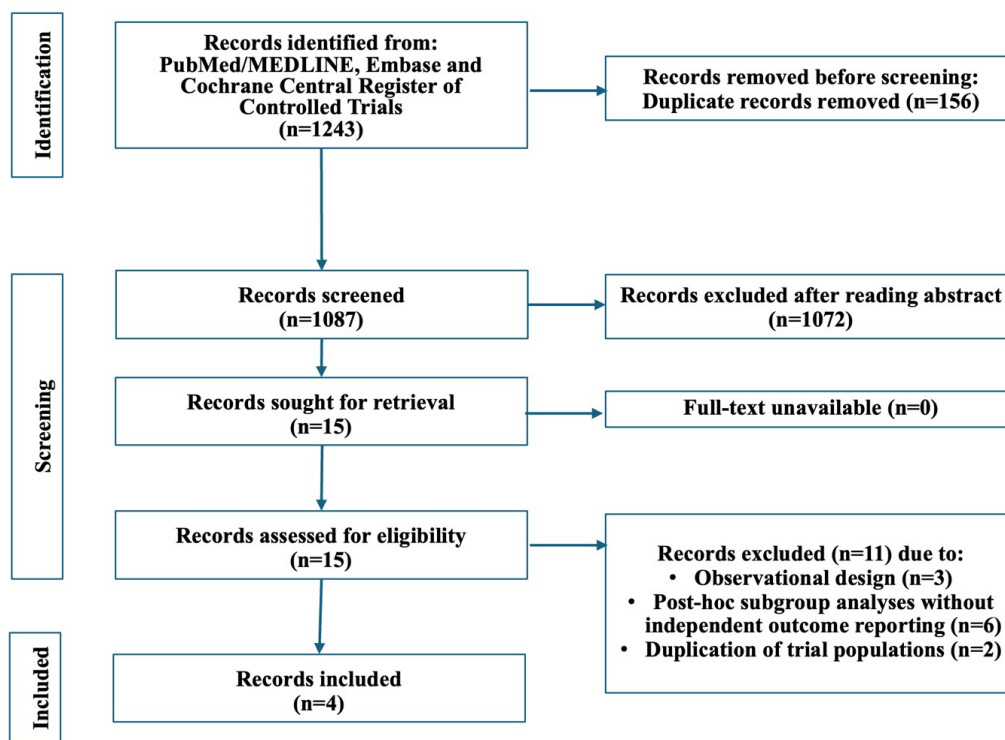 Identification
Records identified from:
PubMed/MEDLINE, Embase and
Cochrane Central Register of
Controlled Trials
(n=1243)
Records removed before screening:
Duplicate records removed (n=156)
Screening
Records screened
(n=1087)
Records excluded after reading abstract
(n=1072)
Records sought for retrieval
(n=15)
Full-text unavailable (n=0)
Records assessed for eligibility
(n=15)
Records excluded (n=11) due to:
• Observational design (n=3)
• Post-hoc subgroup analyses without
independent outcome reporting (n=6)
• Duplication of trial populations (n=2)
Included
Records included
(n=4)